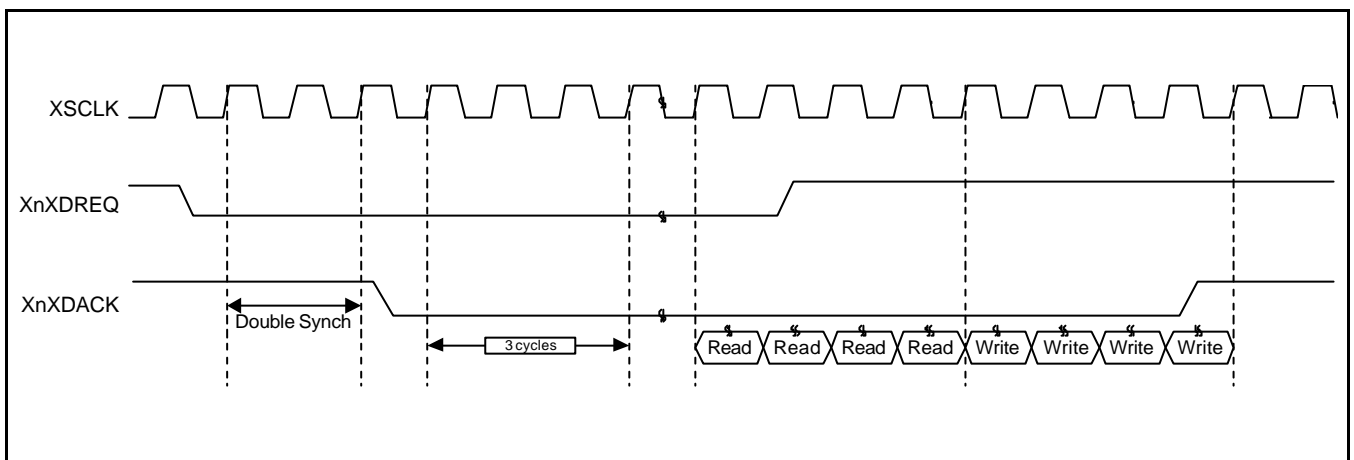 XSCLK
XnXDREQ
XnXDACK
Double Synch
3 cycles
Read Read Read Read Write Write Write Write